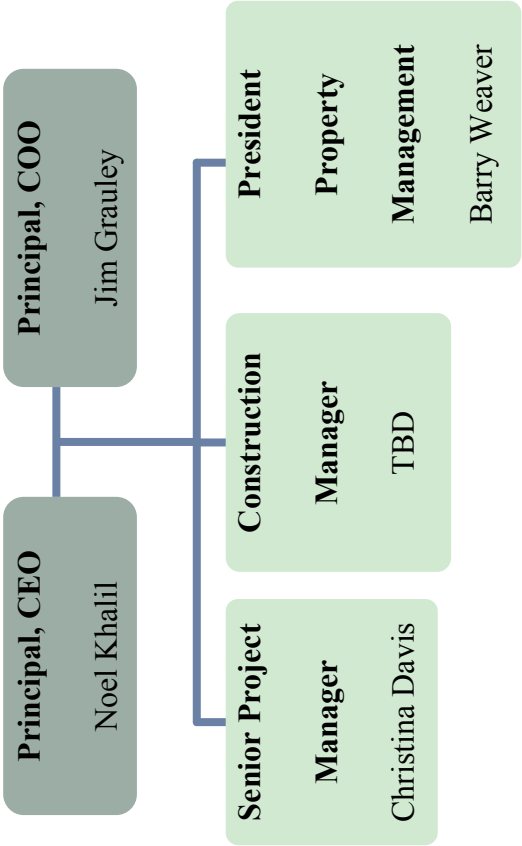 Principal, CEO
Noel Khalil
Principal, COO
Jim Grauley
Senior Project
Manager
Christina Davis
Construction
Manager
TBD
President
Property
Management
Barry Weaver